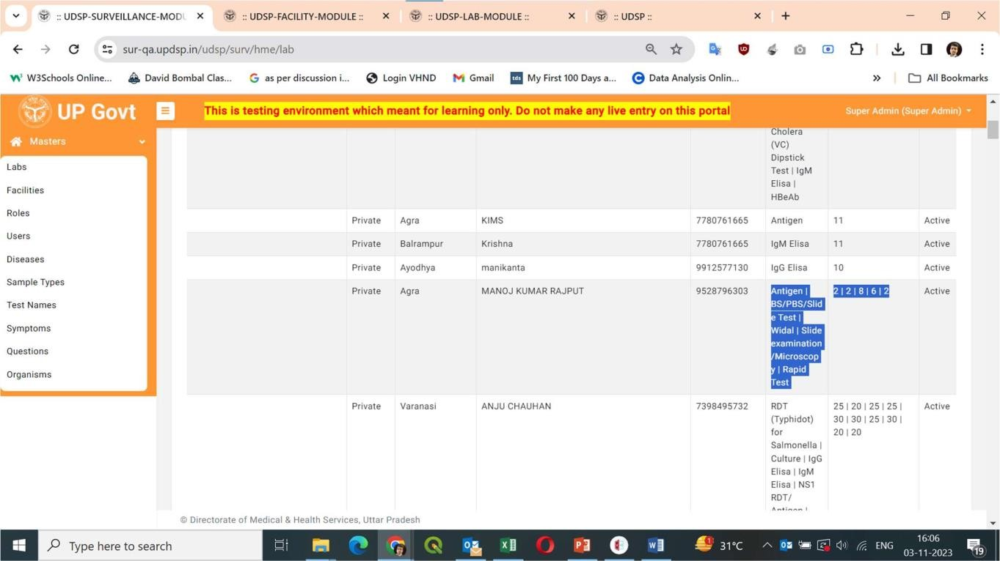 :: UDSP-SURVEILLANCE-MODU
:: UDSP-FACILITY-MODULE ::
:: UDSP-LAB-MODULE ::
:: UDSP ::
sur-qa.updsp.in/udsp/surv/hme/lab
W3Schools Online...
David Bombal Clas...
as per discussion i...
Login VHND
Gmail
tds
My First 100 Days a...
Data Analysis Onlin...
»
All Bookmarks
UP Govt
This is testing environment which meant for learning only. Do not make any live entry on this portal
Super Admin (Super Admin)
Masters
Labs
Facilities
Roles
Users
Diseases
Sample Types
Test Names
Symptoms
Questions
Organisms
Cholera
(VC)
Dipstick
Test | IgM
Elisa |
HBeAb
Private Agra KIMS 7780761665 Antigen 11 Active
Private Balrampur Krishna 7780761665 IgM Elisa 11 Active
Private Ayodhya manikanta 9912577130 IgG Elisa 10 Active
Private Agra MANOJ KUMAR RAJPUT 9528796303 Antigen | 2 | 2 | 8 | 6 | 2 Active
BS/PBS/Slid
e Test |
Widal | Slide
examination
/Microscop
y | Rapid
Test
Private Varanasi ANJU CHAUHAN 7398495732 RDT 25 | 20 | 25 | 25 | Active
(Typhidot) 30 | 30 | 25 | 30 |
for 20 | 20
Salmonella |
Culture | IgG
Elisa | IgM
Elisa | NS1
RDT/
Antigen |
© Directorate of Medical & Health Services, Uttar Pradesh
Type here to search
31°C
ENG
16:06
03-11-2023
19